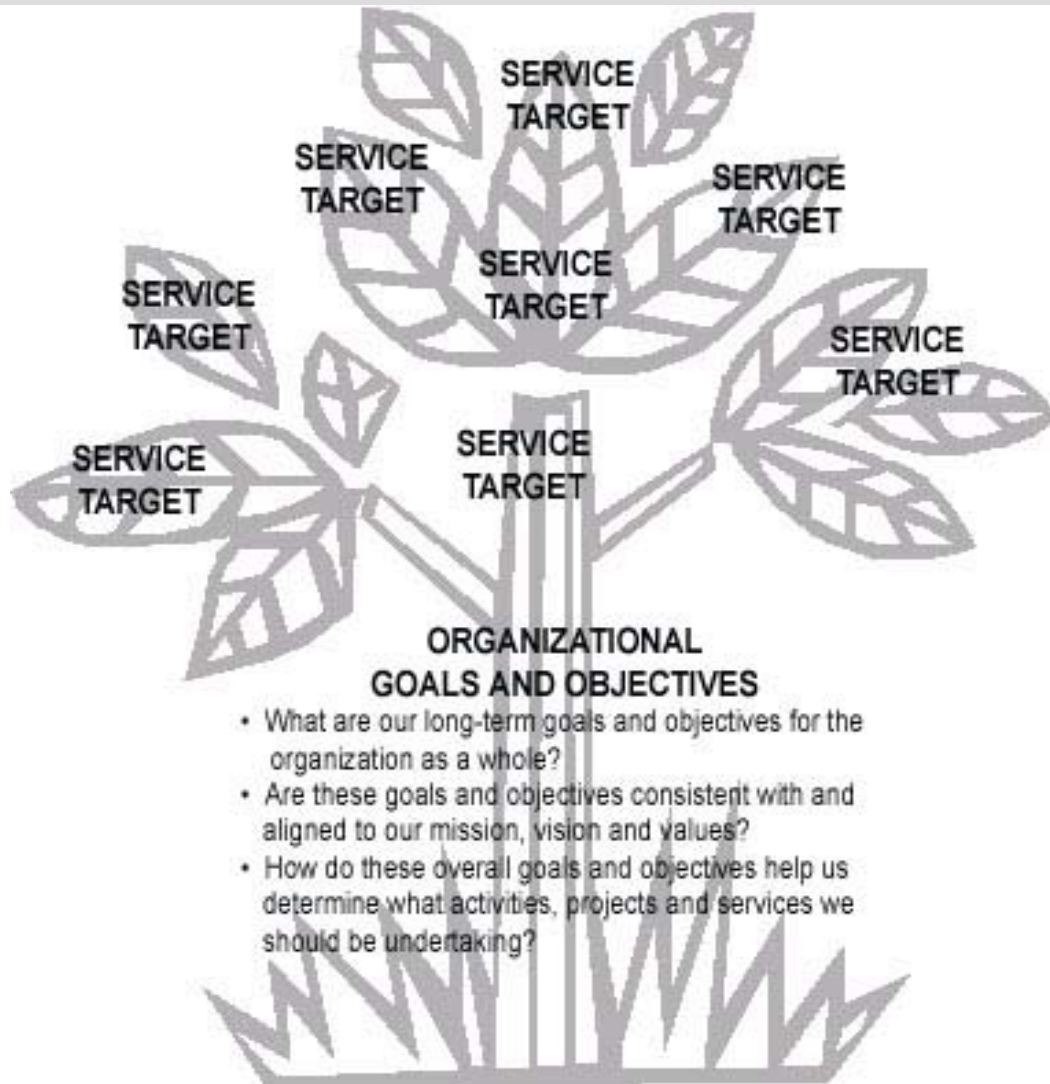 SERVICE
TARGET
SERVICE
TARGET
SERVICE
TARGET
SERVICE
TARGET
SERVICE
TARGET
SERVICE
TARGET
SERVICE
TARGET
SERVICE
TARGET
ORGANIZATIONAL
GOALS AND OBJECTIVES
• What are our long-term goals and objectives for the
organization as a whole?
• Are these goals and objectives consistent with and
aligned to our mission, vision and values?
• How do these overall goals and objectives help us
determine what activities, projects and services we
should be undertaking?